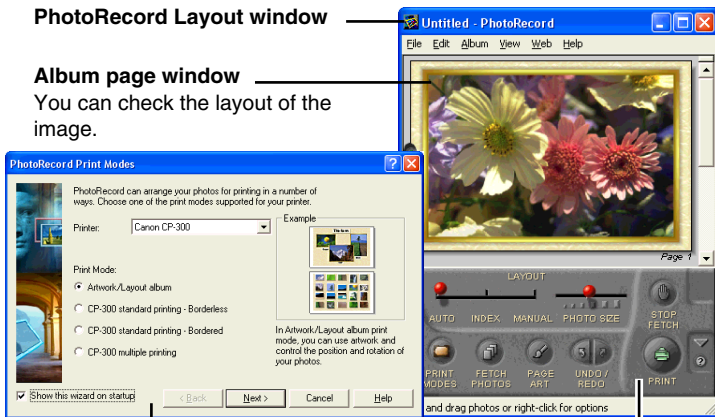 PhotoRecord Layout window
Album page window
You can check the layout of the
image.
Untitled - PhotoRecord
File Edit Album View Web Help
Page 1
LAYOUT
AUTO INDEX MANUAL PHOTO SIZE
STOP
FETCH
PRINT
MODES
FETCH
PHOTOS
PAGE
ART
UNDO /
REDO
PRINT
and drag photos or right-click for options
PhotoRecord Print Modes
PhotoRecord can arrange your photos for printing in a number of
ways. Choose one of the print modes supported for your printer.
Printer: Canon CP-300
Print Mode:
Artwork/Layout album
CP-300 standard printing - Borderless
CP-300 standard printing - Bordered
CP-300 multiple printing
Example
In Artwork/Layout album print
mode, you can use artwork and
control the position and rotation of
your photos.
Show this wizard on startup
< Back Next > Cancel Help